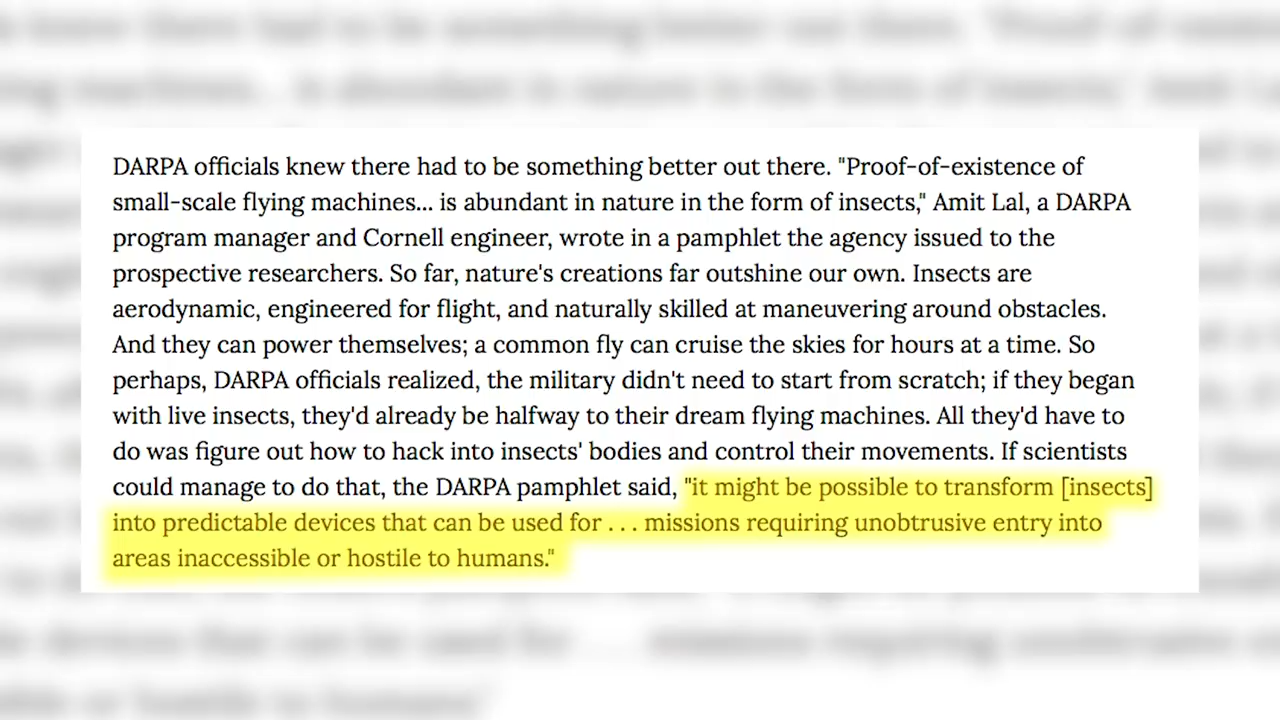 DARPA officials knew there had to be something better out there. "Proof-of-existence of
small-scale flying machines... is abundant in nature in the form of insects," Amit Lal, a DARPA
program manager and Cornell engineer, wrote in a pamphlet the agency issued to the
prospective researchers. So far, nature's creations far outshine our own. Insects are
aerodynamic, engineered for flight, and naturally skilled at maneuvering around obstacles.
And they can power themselves; a common fly can cruise the skies for hours at a time. So
perhaps, DARPA officials realized, the military didn't need to start from scratch; if they began
with live insects, they'd already be halfway to their dream flying machines. All they'd have to
do was figure out how to hack into insects' bodies and control their movements. If scientists
could manage to do that, the DARPA pamphlet said, "it might be possible to transform [insects]
into predictable devices that can be used for . . . missions requiring unobtrusive entry into
areas inaccessible or hostile to humans."